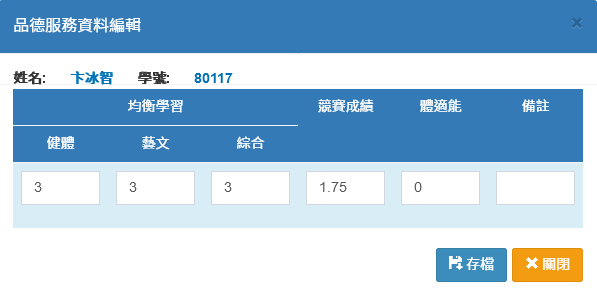 品德服務資料編輯 ×
姓名: 卞冰智 學號: 80117
均衡學習 競賽成績 體適能 備註
健體 藝文 綜合
3 3 3 1.75 0
存檔 ✖ 關閉